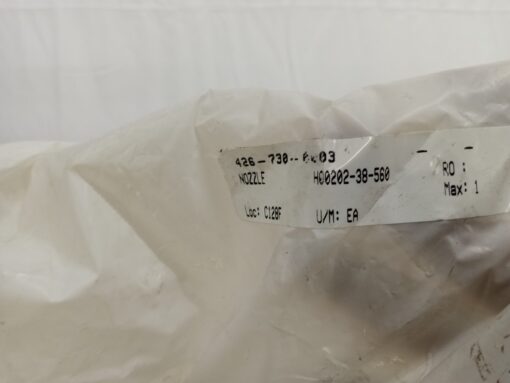 NOZZLE H00202-38-560 RO :
Max: 1
Loc: C128F U/M: EA